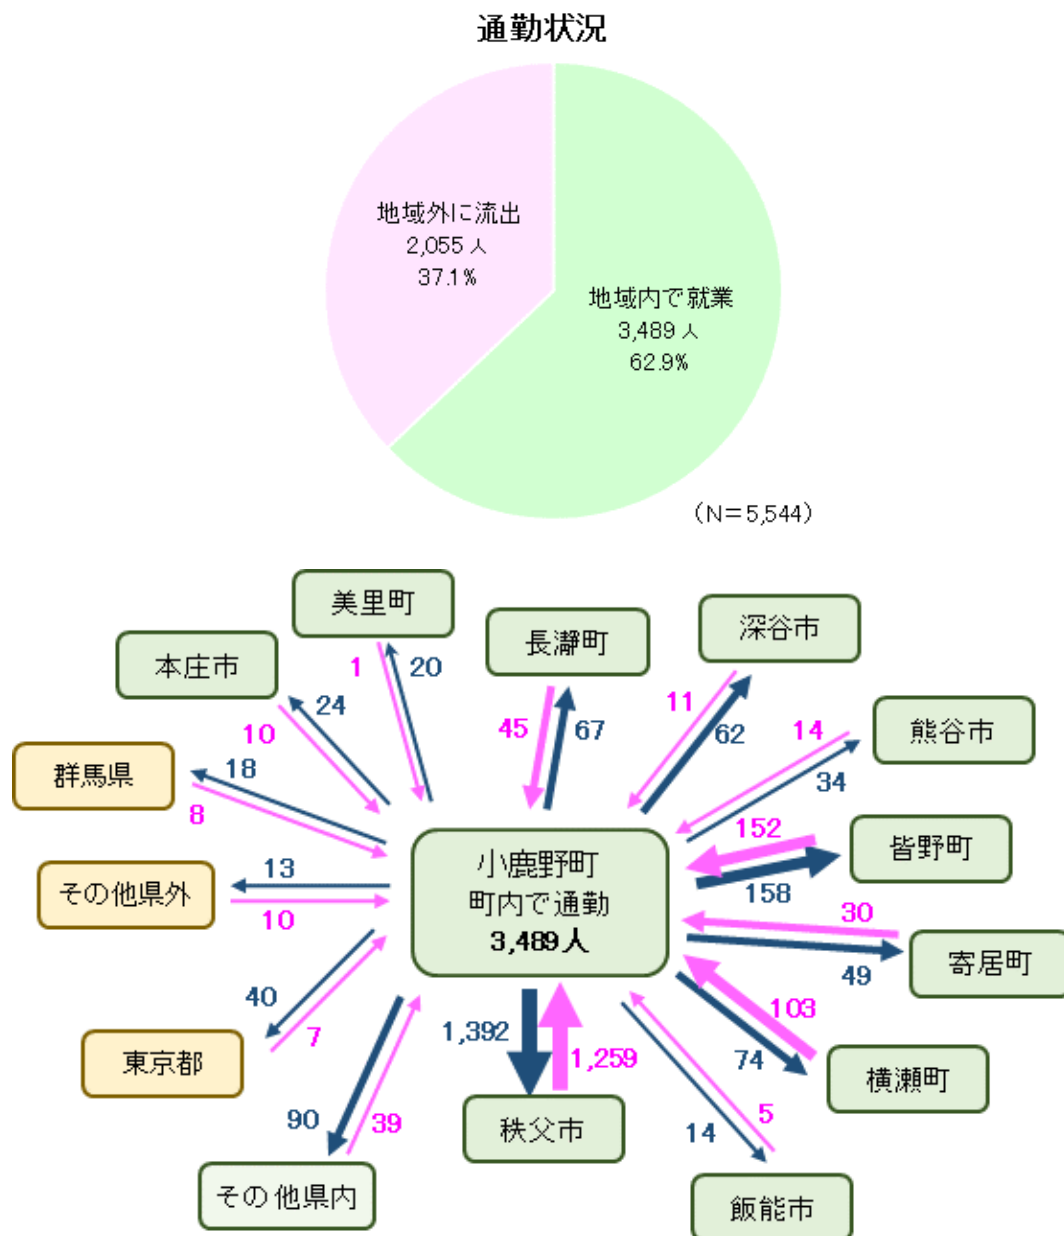 通勤状況
地域外に流出
2,055 人
37.1%
地域内で就業
3,489 人
62.9%
（N＝5,544）
美里町
長瀞町
深谷市
本庄市
1
20
45
67
11
62
14
34
熊谷市
24
10
群馬県
18
8
152
158
皆野町
その他県外
13
10
小鹿野町
町内で通勤
3,489 人
30
49
寄居町
40
7
東京都
1,392
1,259
103
74
横瀬町
90
39
秩父市
5
14
その他県内
飯能市